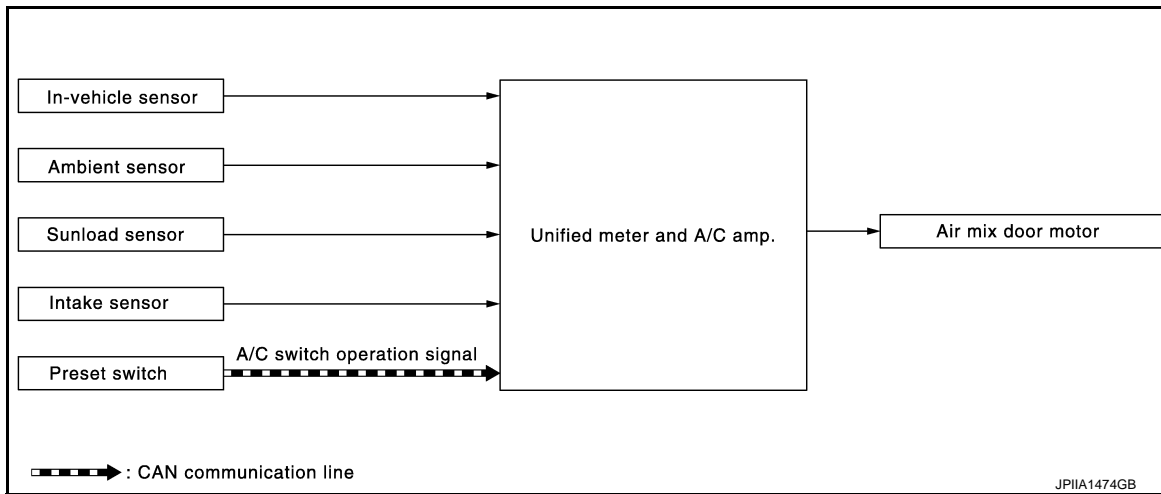 In-vehicle sensor
Ambient sensor
Sunload sensor
Intake sensor
Preset switch
A/C switch operation signal
Unified meter and A/C amp.
Air mix door motor
: CAN communication line
JPIIA1474GB